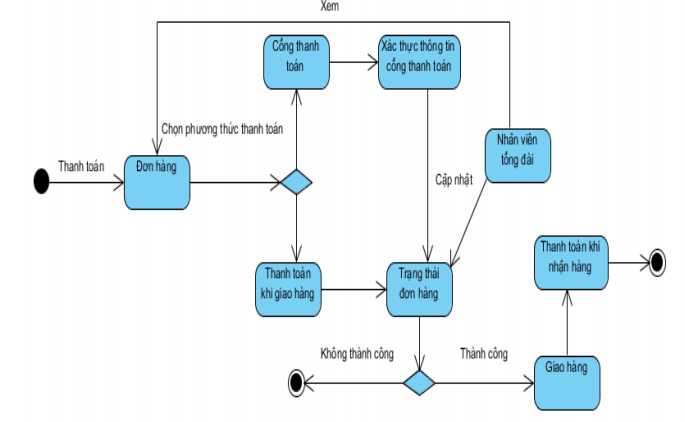 Xem
Cổng thanh
toán
Xác thực thông tin
cổng thanh toán
Chọn phương thức thanh toán
Nhân viên
tổng đài
Thanh toán
Đơn hàng
Cập nhật
Thanh toán khi
nhận hàng
Thanh toán
khi giao hàng
Trạng thái
đơn hàng
Không thành công
Thành công
Giao hàng